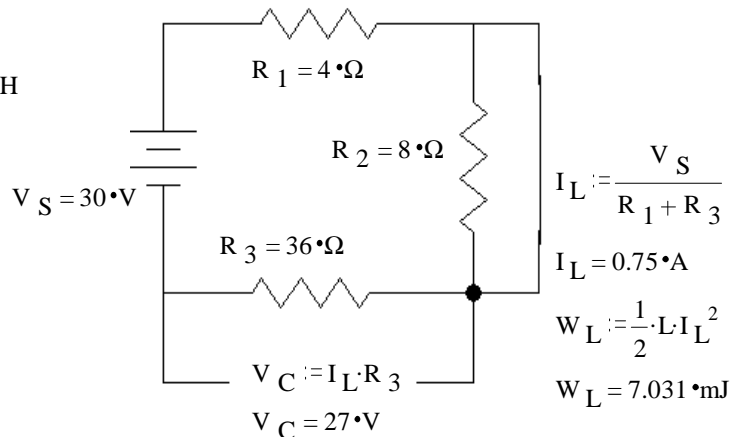 R 1 = 4•Ω
H
R 2 = 8•Ω
V S = 30•V
I L := V S / R 1 + R 3
R 3 = 36•Ω
I L = 0.75•A
W L := 1/2·L·I L ²
V C := I L·R 3
W L = 7.031•mJ
V C = 27•V